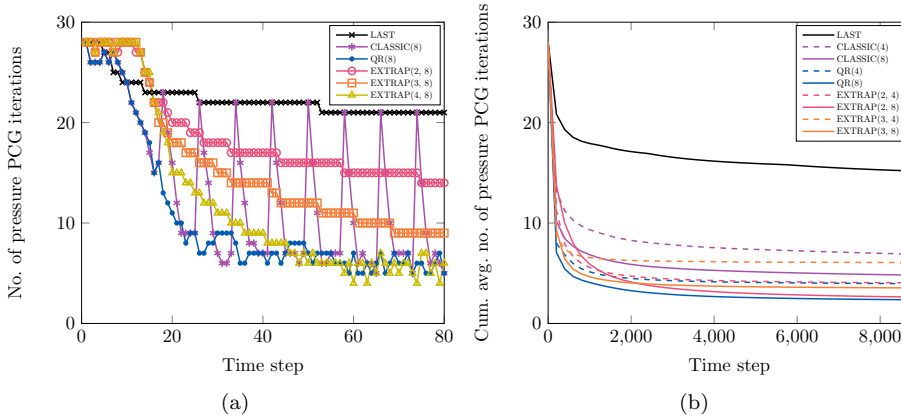 30
20
10
0
0
20
40
60
80
No. of pressure PCG iterations
Time step
LAST
CLASSIC(8)
QR(8)
EXTRAP(2, 8)
EXTRAP(3, 8)
EXTRAP(4, 8)
(a)
30
20
10
0
0
2,000
4,000
6,000
8,000
Cum. avg. no. of pressure PCG iterations
Time step
LAST
CLASSIC(4)
CLASSIC(8)
QR(4)
QR(8)
EXTRAP(2, 4)
EXTRAP(2, 8)
EXTRAP(3, 4)
EXTRAP(3, 8)
(b)